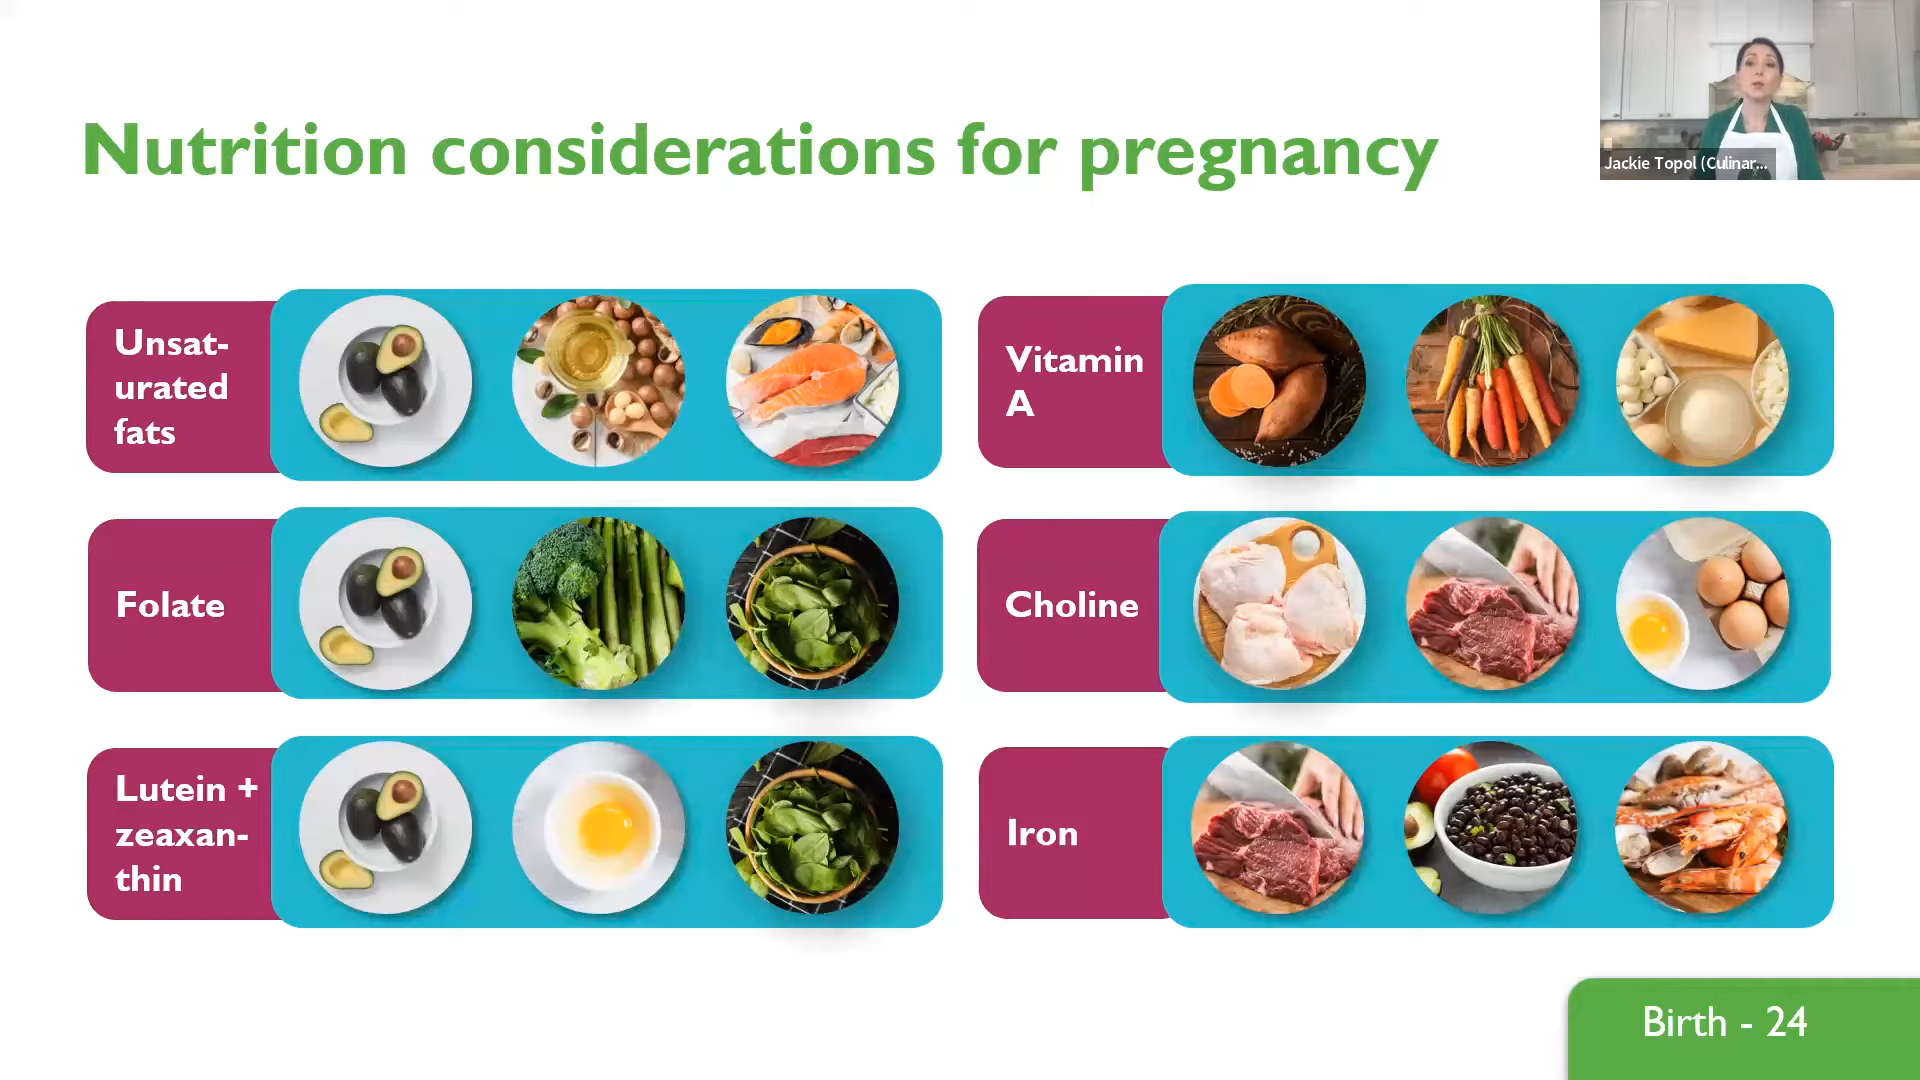 Nutrition considerations for pregnancy
Jackie Topol (Culinar...
Unsat-
urated
fats
Vitamin
A
Folate
Choline
Lutein +
zeaxan-
thin
Iron
Birth - 24